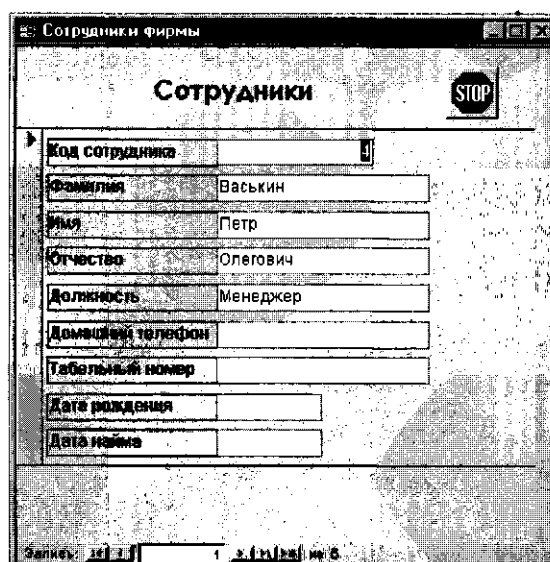 Сотрудники фирмы
Сотрудники
STOP
Код сотрудника
Фамилия Васькин
Имя Петр
Отчество Олегович
Должность Менеджер
Домашний телефон
Табельный номер
Дата рождения
Дата найма
Запись: 1 из 5